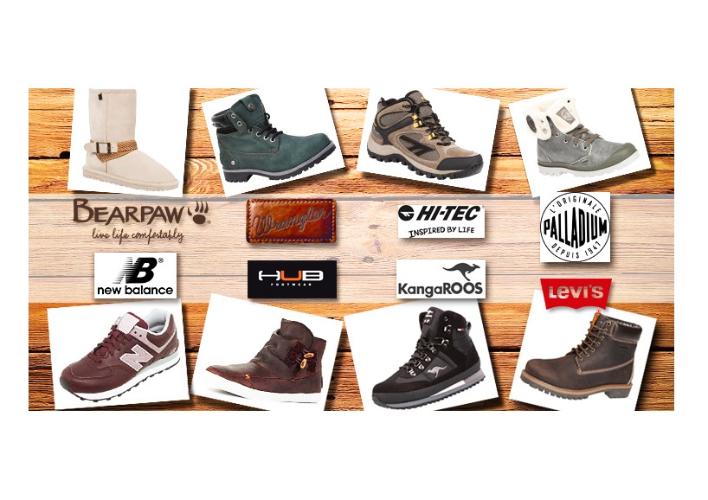 BEARPAW
live life comfortably
Wrangler
HI-TEC
INSPIRED BY LIFE
L'ORIGINALE
PALLADIUM
DEPUIS 1947
NB
new balance
HUB
FOOTWEAR
KangaROOS
LEVI'S
N